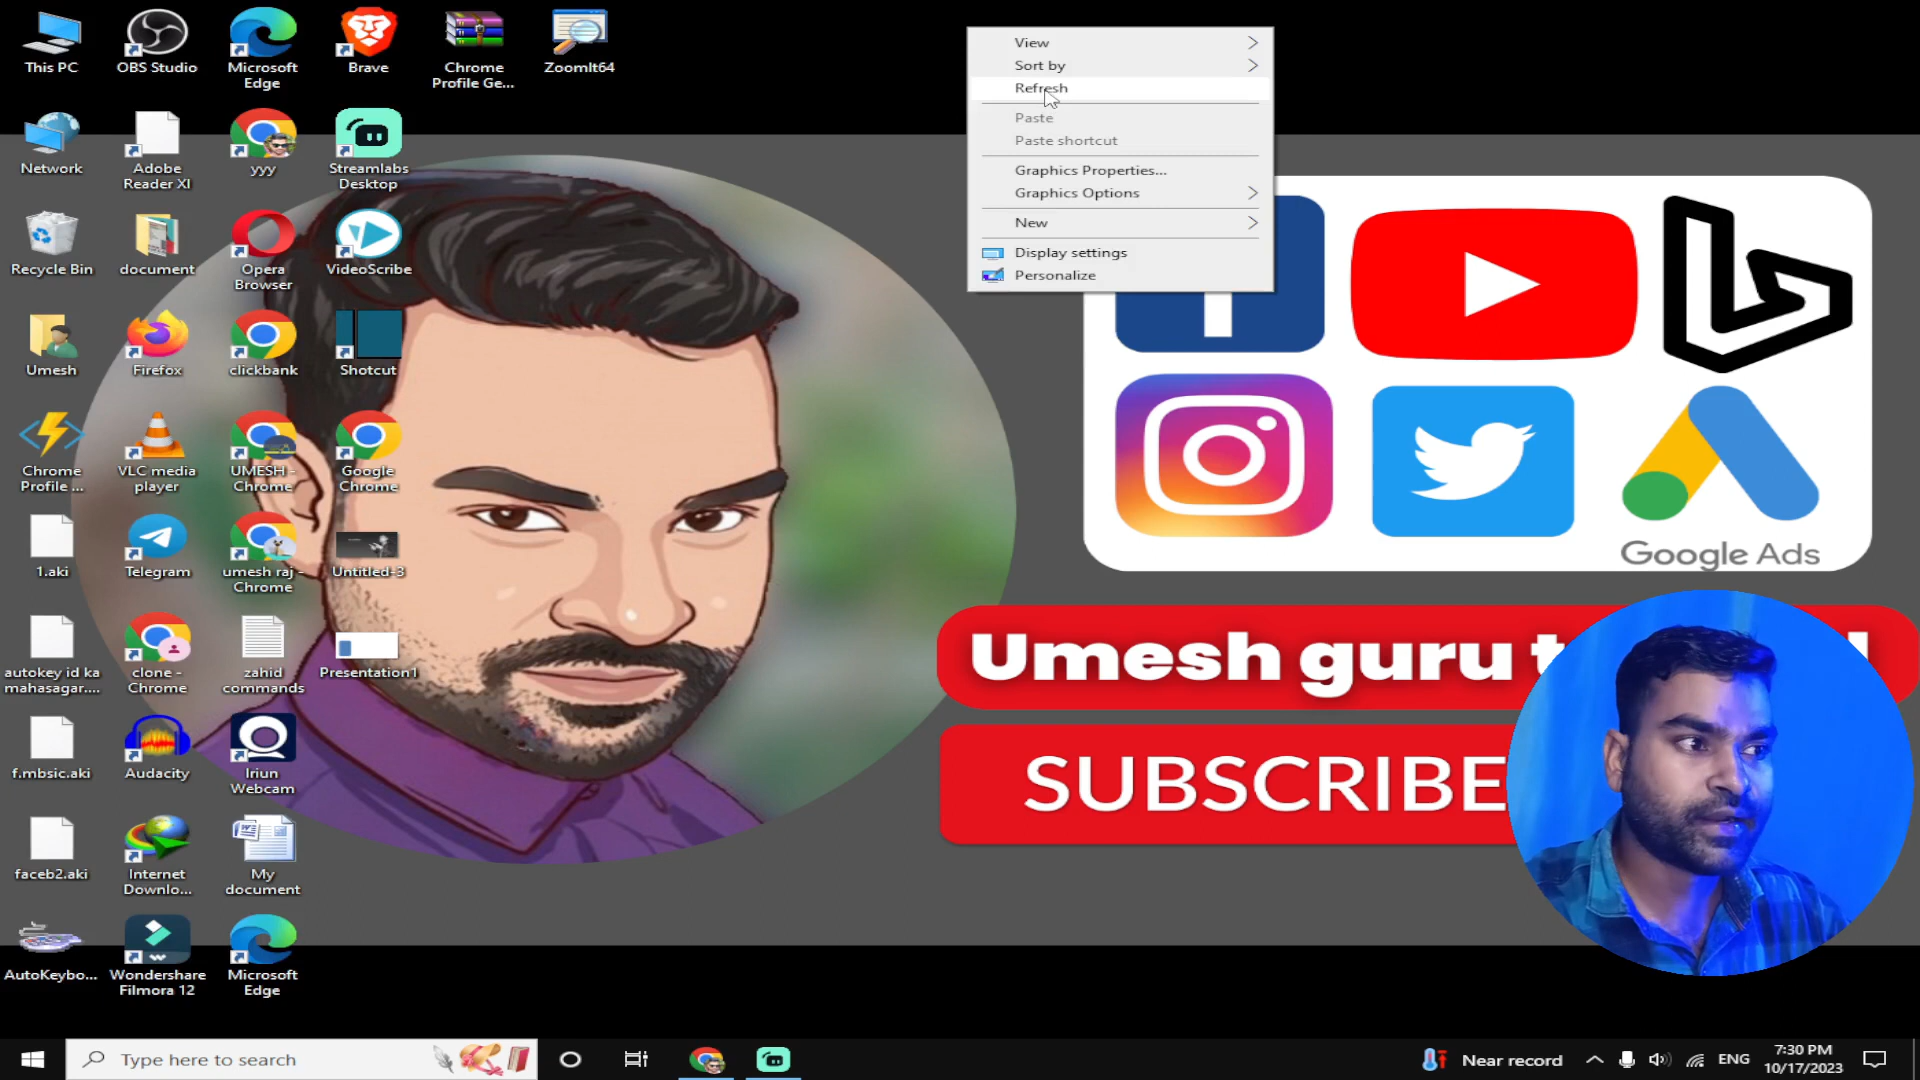 This PC
OBS Studio
Microsoft
Edge
Brave
Chrome
Profile Ge...
ZoomIt64
Network
Adobe
Reader XI
yyy
Streamlabs
Desktop
Recycle Bin
document
Opera
Browser
VideoScribe
Umesh
Firefox
clickbank
Shotcut
Chrome
Profile ...
VLC media
player
UMESH -
Chrome
Google
Chrome
1.aki
Telegram
umesh raj -
Chrome
Untitled-3
autokey id ka
mahasagar....
clone -
Chrome
zahid
commands
Presentation1
f.mbsic.aki
Audacity
Iriun
Webcam
faceb2.aki
Internet
Downlo...
My
document
AutoKeybo...
Wondershare
Filmora 12
Microsoft
Edge
View
Sort by
Refresh
Paste
Paste shortcut
Graphics Properties...
Graphics Options
New
Display settings
Personalize
Google Ads
Umesh guru
SUBSCRIBE
Type here to search
Near record
ENG
7:30 PM
10/17/2023